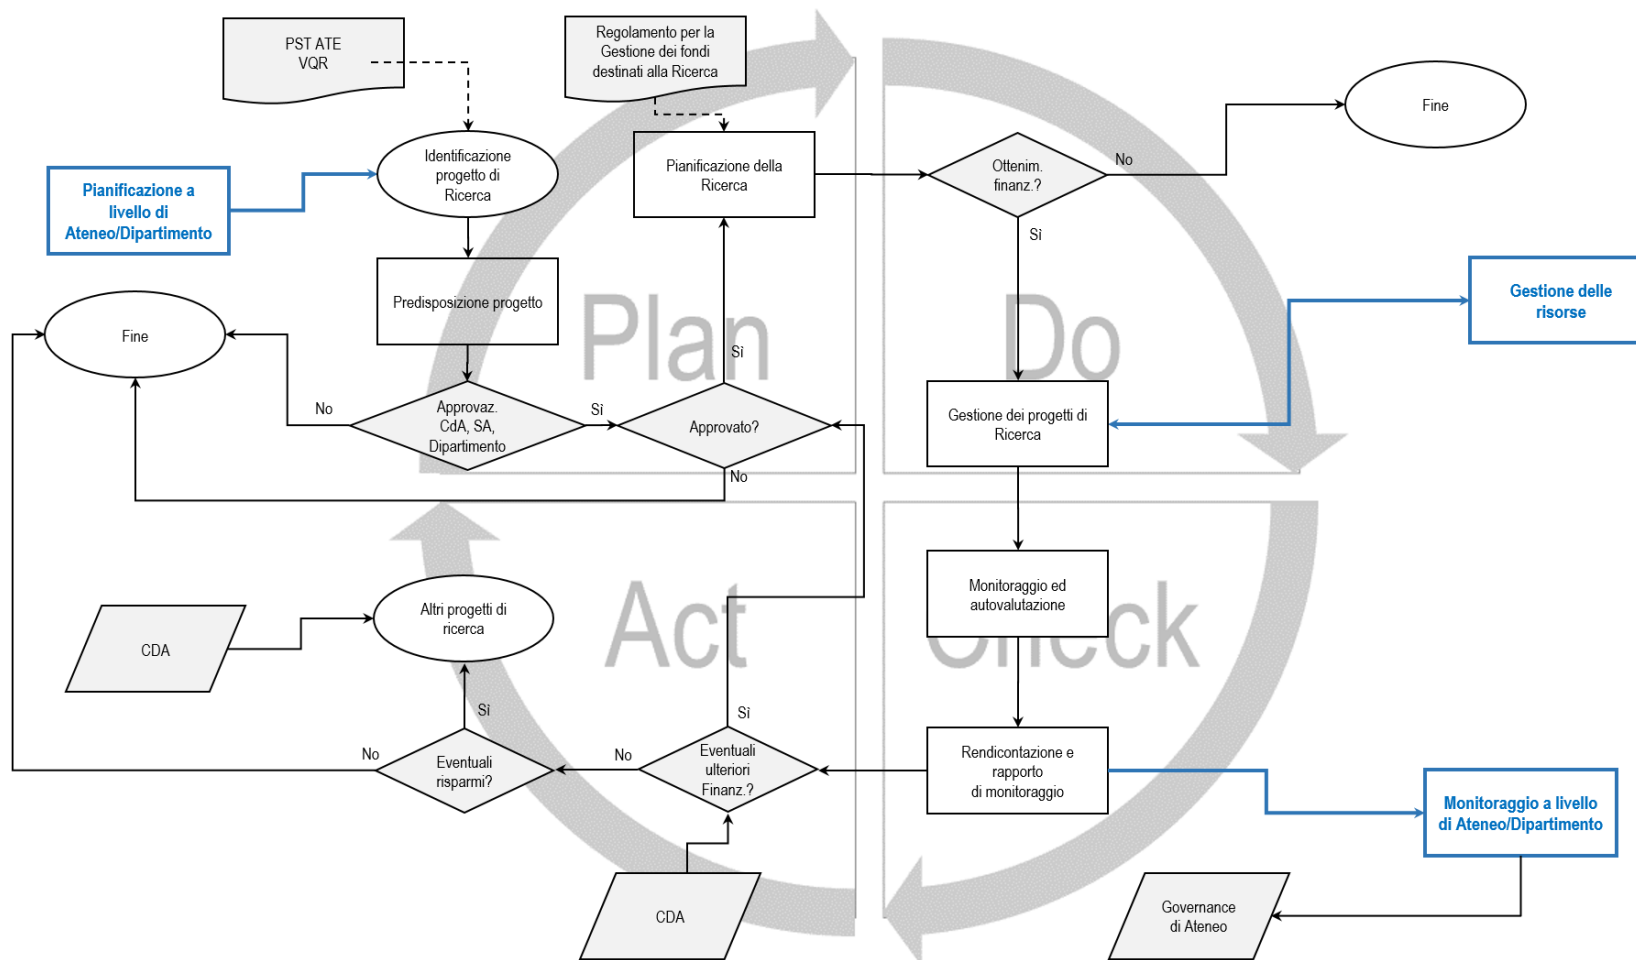 PST ATE
VQR
Regolamento per la
Gestione dei fondi
destinati alla Ricerca
Fine
Identificazione
progetto di
Ricerca
Pianificazione della
Ricerca
Ottenim.
finanz.?
No
Pianificazione a
livello di
Ateneo/Dipartimento
Sì
Predisposizione progetto
Plan
Do
Gestione delle
risorse
Fine
Sì
No
Approvaz.
CdA, SA,
Dipartimento
Sì
Approvato?
Gestione dei progetti di
Ricerca
No
Act
Check
Monitoraggio ed
autovalutazione
Altri progetti di
ricerca
CDA
Sì
Sì
No
Eventuali
risparmi?
No
Eventuali
ulteriori
Finanz.?
Rendicontazione e
rapporto
di monitoraggio
Monitoraggio a livello
di Ateneo/Dipartimento
CDA
Governance
di Ateneo